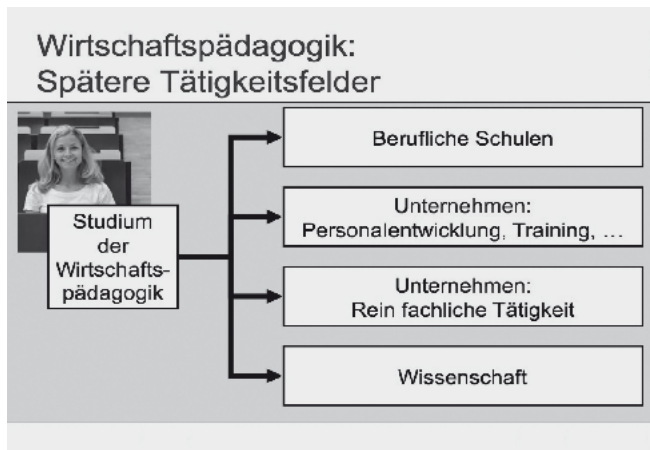 Wirtschaftspädagogik:
Spätere Tätigkeitsfelder
Studium
der
Wirtschafts-
pädagogik
Berufliche Schulen
Unternehmen:
Personalentwicklung, Training, ...
Unternehmen:
Rein fachliche Tätigkeit
Wissenschaft